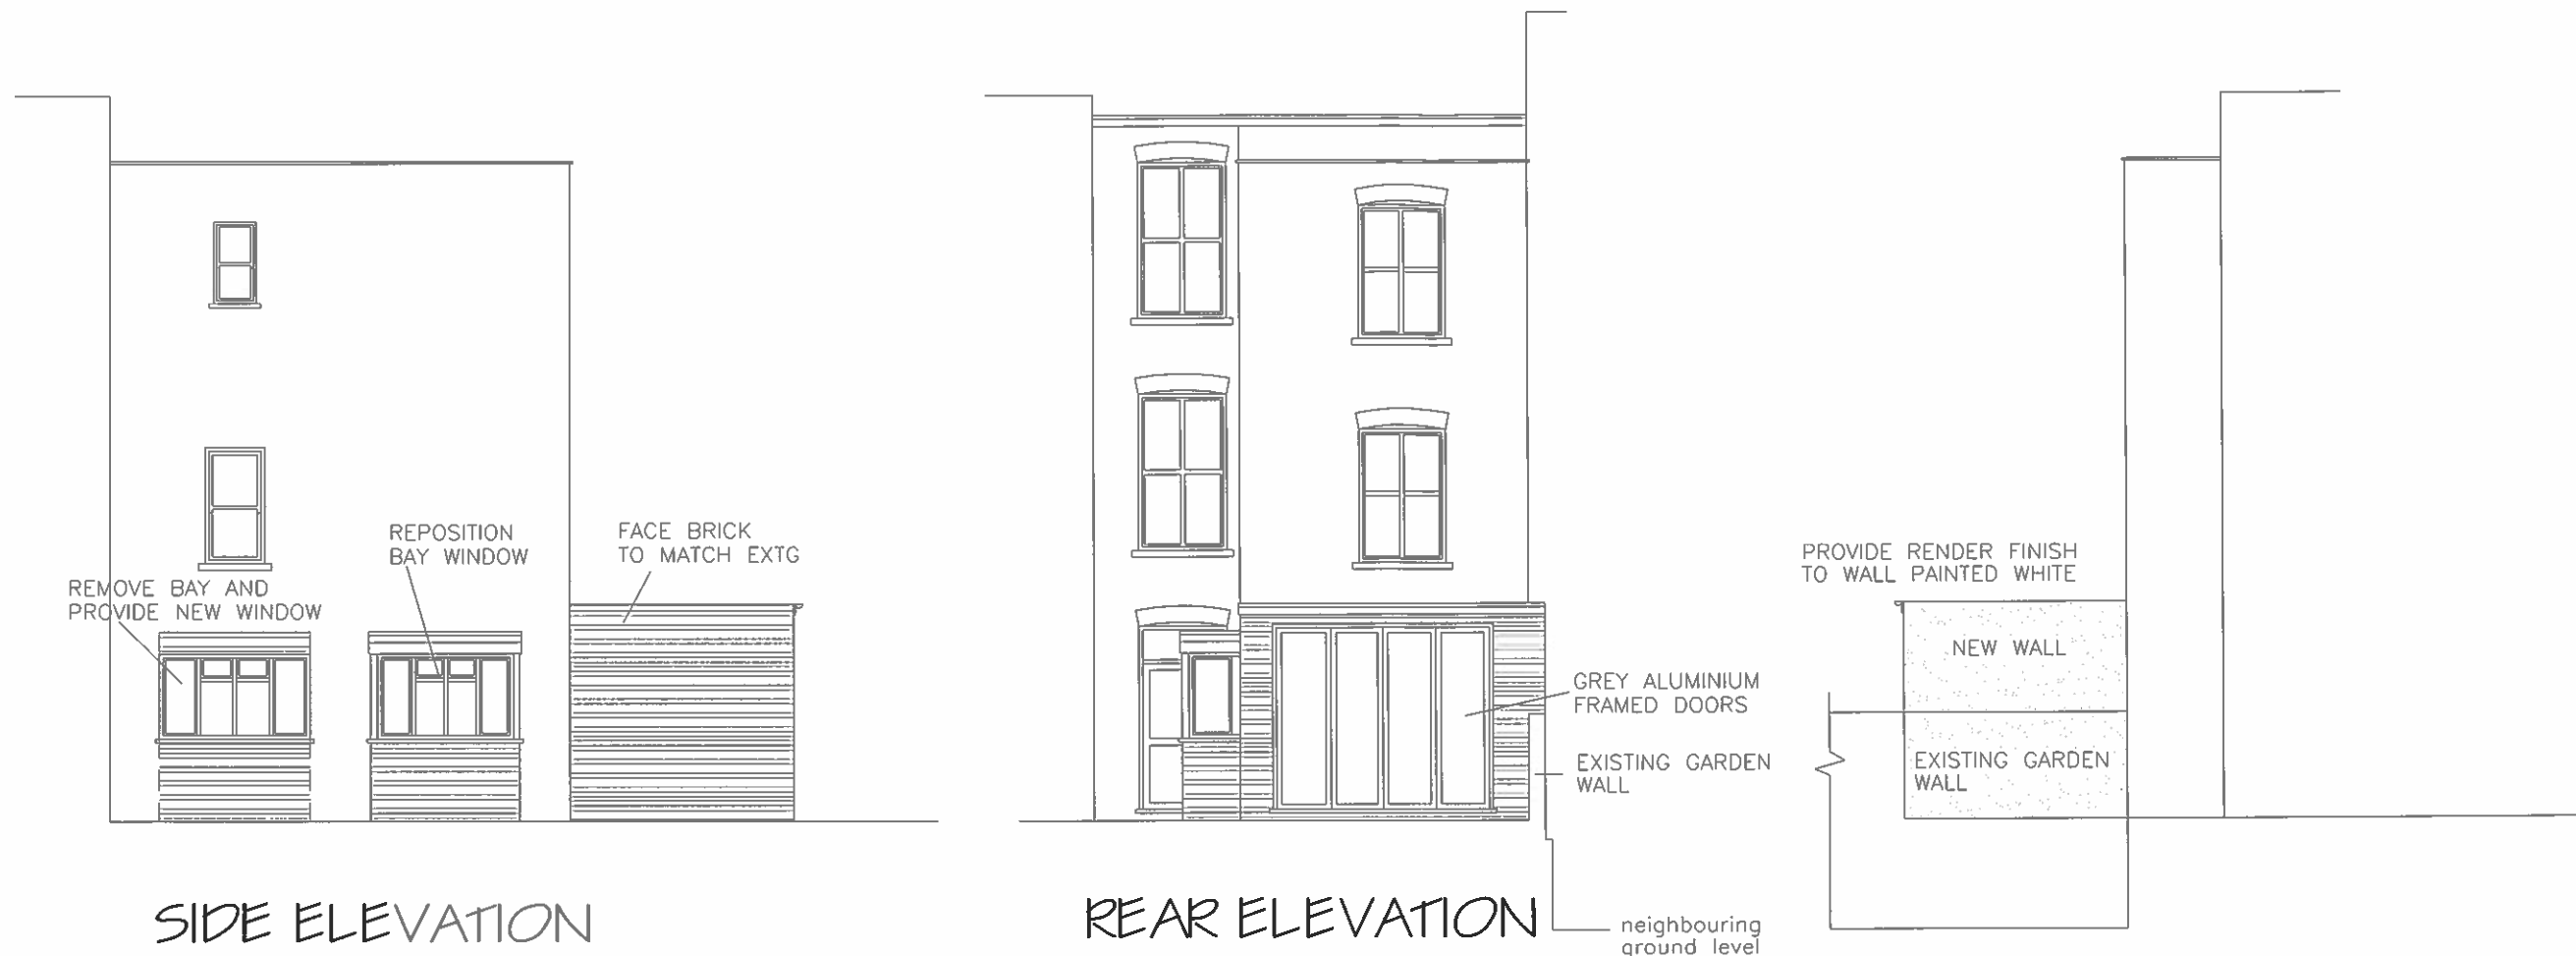 REPOSITION
BAY WINDOW
FACE BRICK
TO MATCH EXTG
REMOVE BAY AND
PROVIDE NEW WINDOW
SIDE ELEVATION
GREY ALUMINIUM
FRAMED DOORS
EXISTING GARDEN
WALL
REAR ELEVATION
neighbouring
ground level
PROVIDE RENDER FINISH
TO WALL PAINTED WHITE
NEW WALL
EXISTING GARDEN
WALL